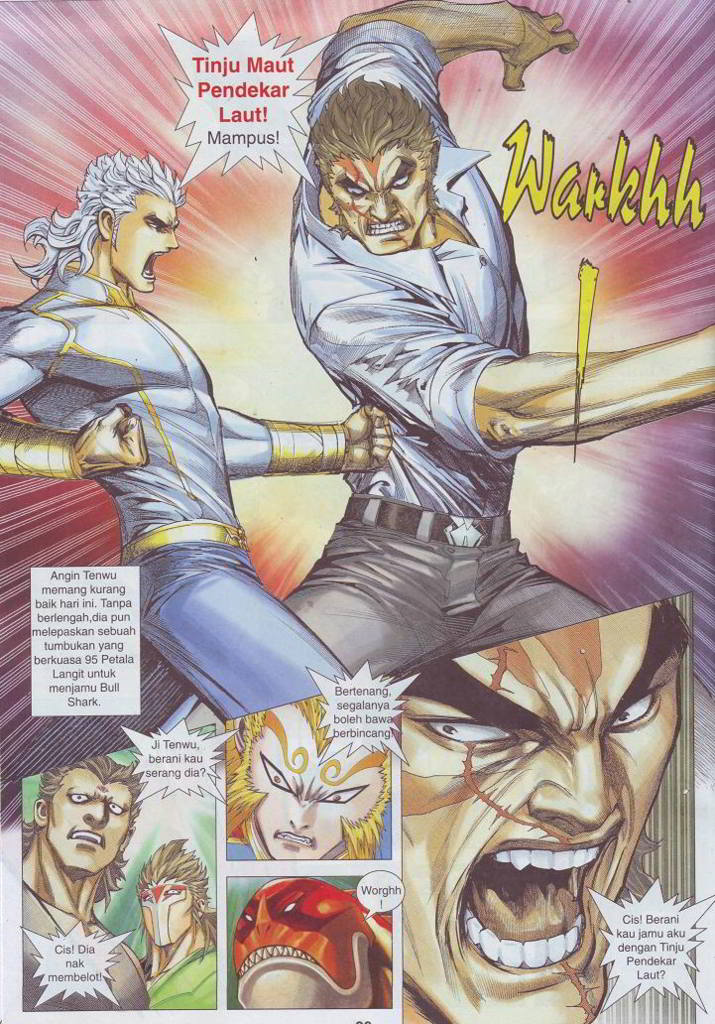 Tinju Maut
Pendekar
Laut!
Mampus!
Warkhh
!
Angin Tenwu
memang kurang
baik hari ini. Tanpa
berlengah,dia pun
melepaskan sebuah
tumbukan yang
berkuasa 95 Petala
Langit untuk
menjamu Bull
Shark.
Ji Tenwu,
berani kau
serang dia?
Bertenang,
segalanya
boleh bawa
berbincang
Cis! Dia
nak
membelot!
Worghh
!
Cis! Berani
kau jamu aku
dengan Tinju
Pendekar
Laut?